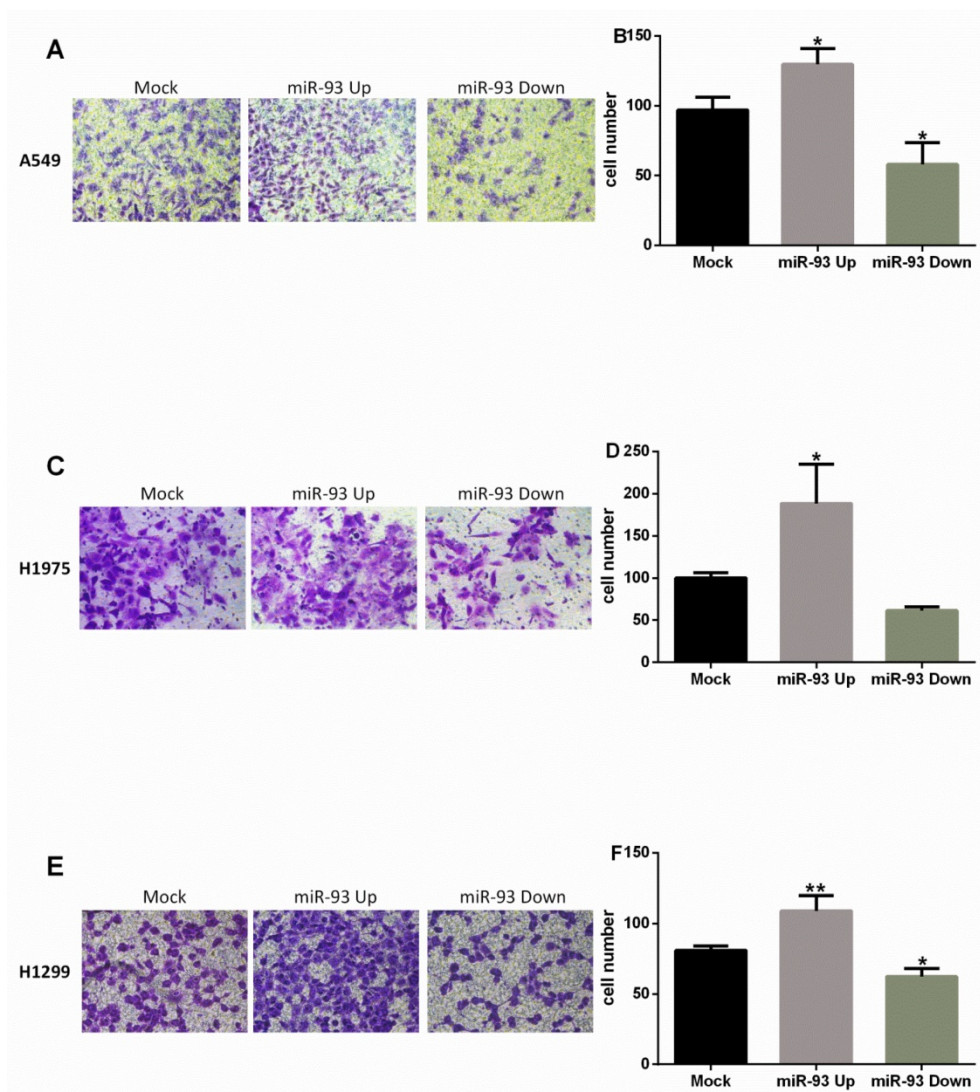 A
Mock miR-93 Up miR-93 Down
A549
B
cell number
150
*
100
*
50
0
Mock miR-93 Up miR-93 Down
C
Mock miR-93 Up miR-93 Down
H1975
D
cell number
250
*
200
150
100
50
0
Mock miR-93 Up miR-93 Down
E
Mock miR-93 Up miR-93 Down
H1299
F
cell number
150
**
100
*
50
0
Mock miR-93 Up miR-93 Down